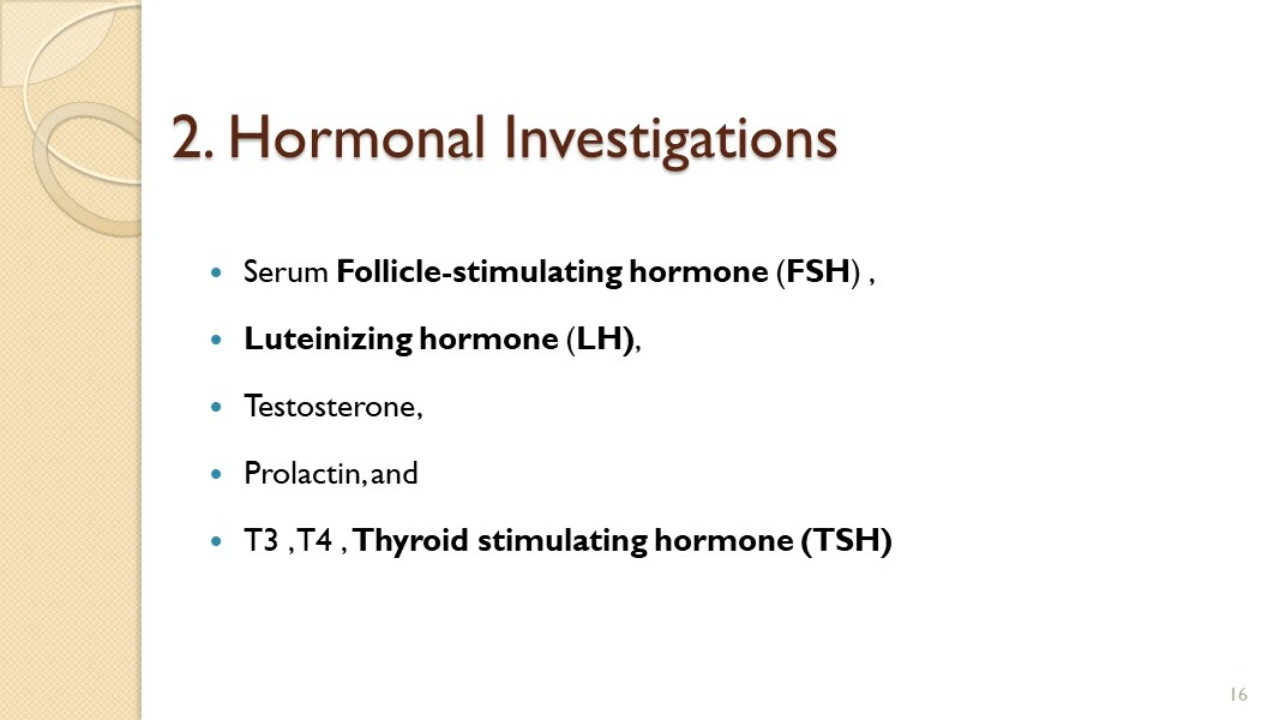 2. Hormonal Investigations
• Serum Follicle-stimulating hormone (FSH) ,
• Luteinizing hormone (LH),
• Testosterone,
• Prolactin, and
• T3 , T4 , Thyroid stimulating hormone (TSH)
16